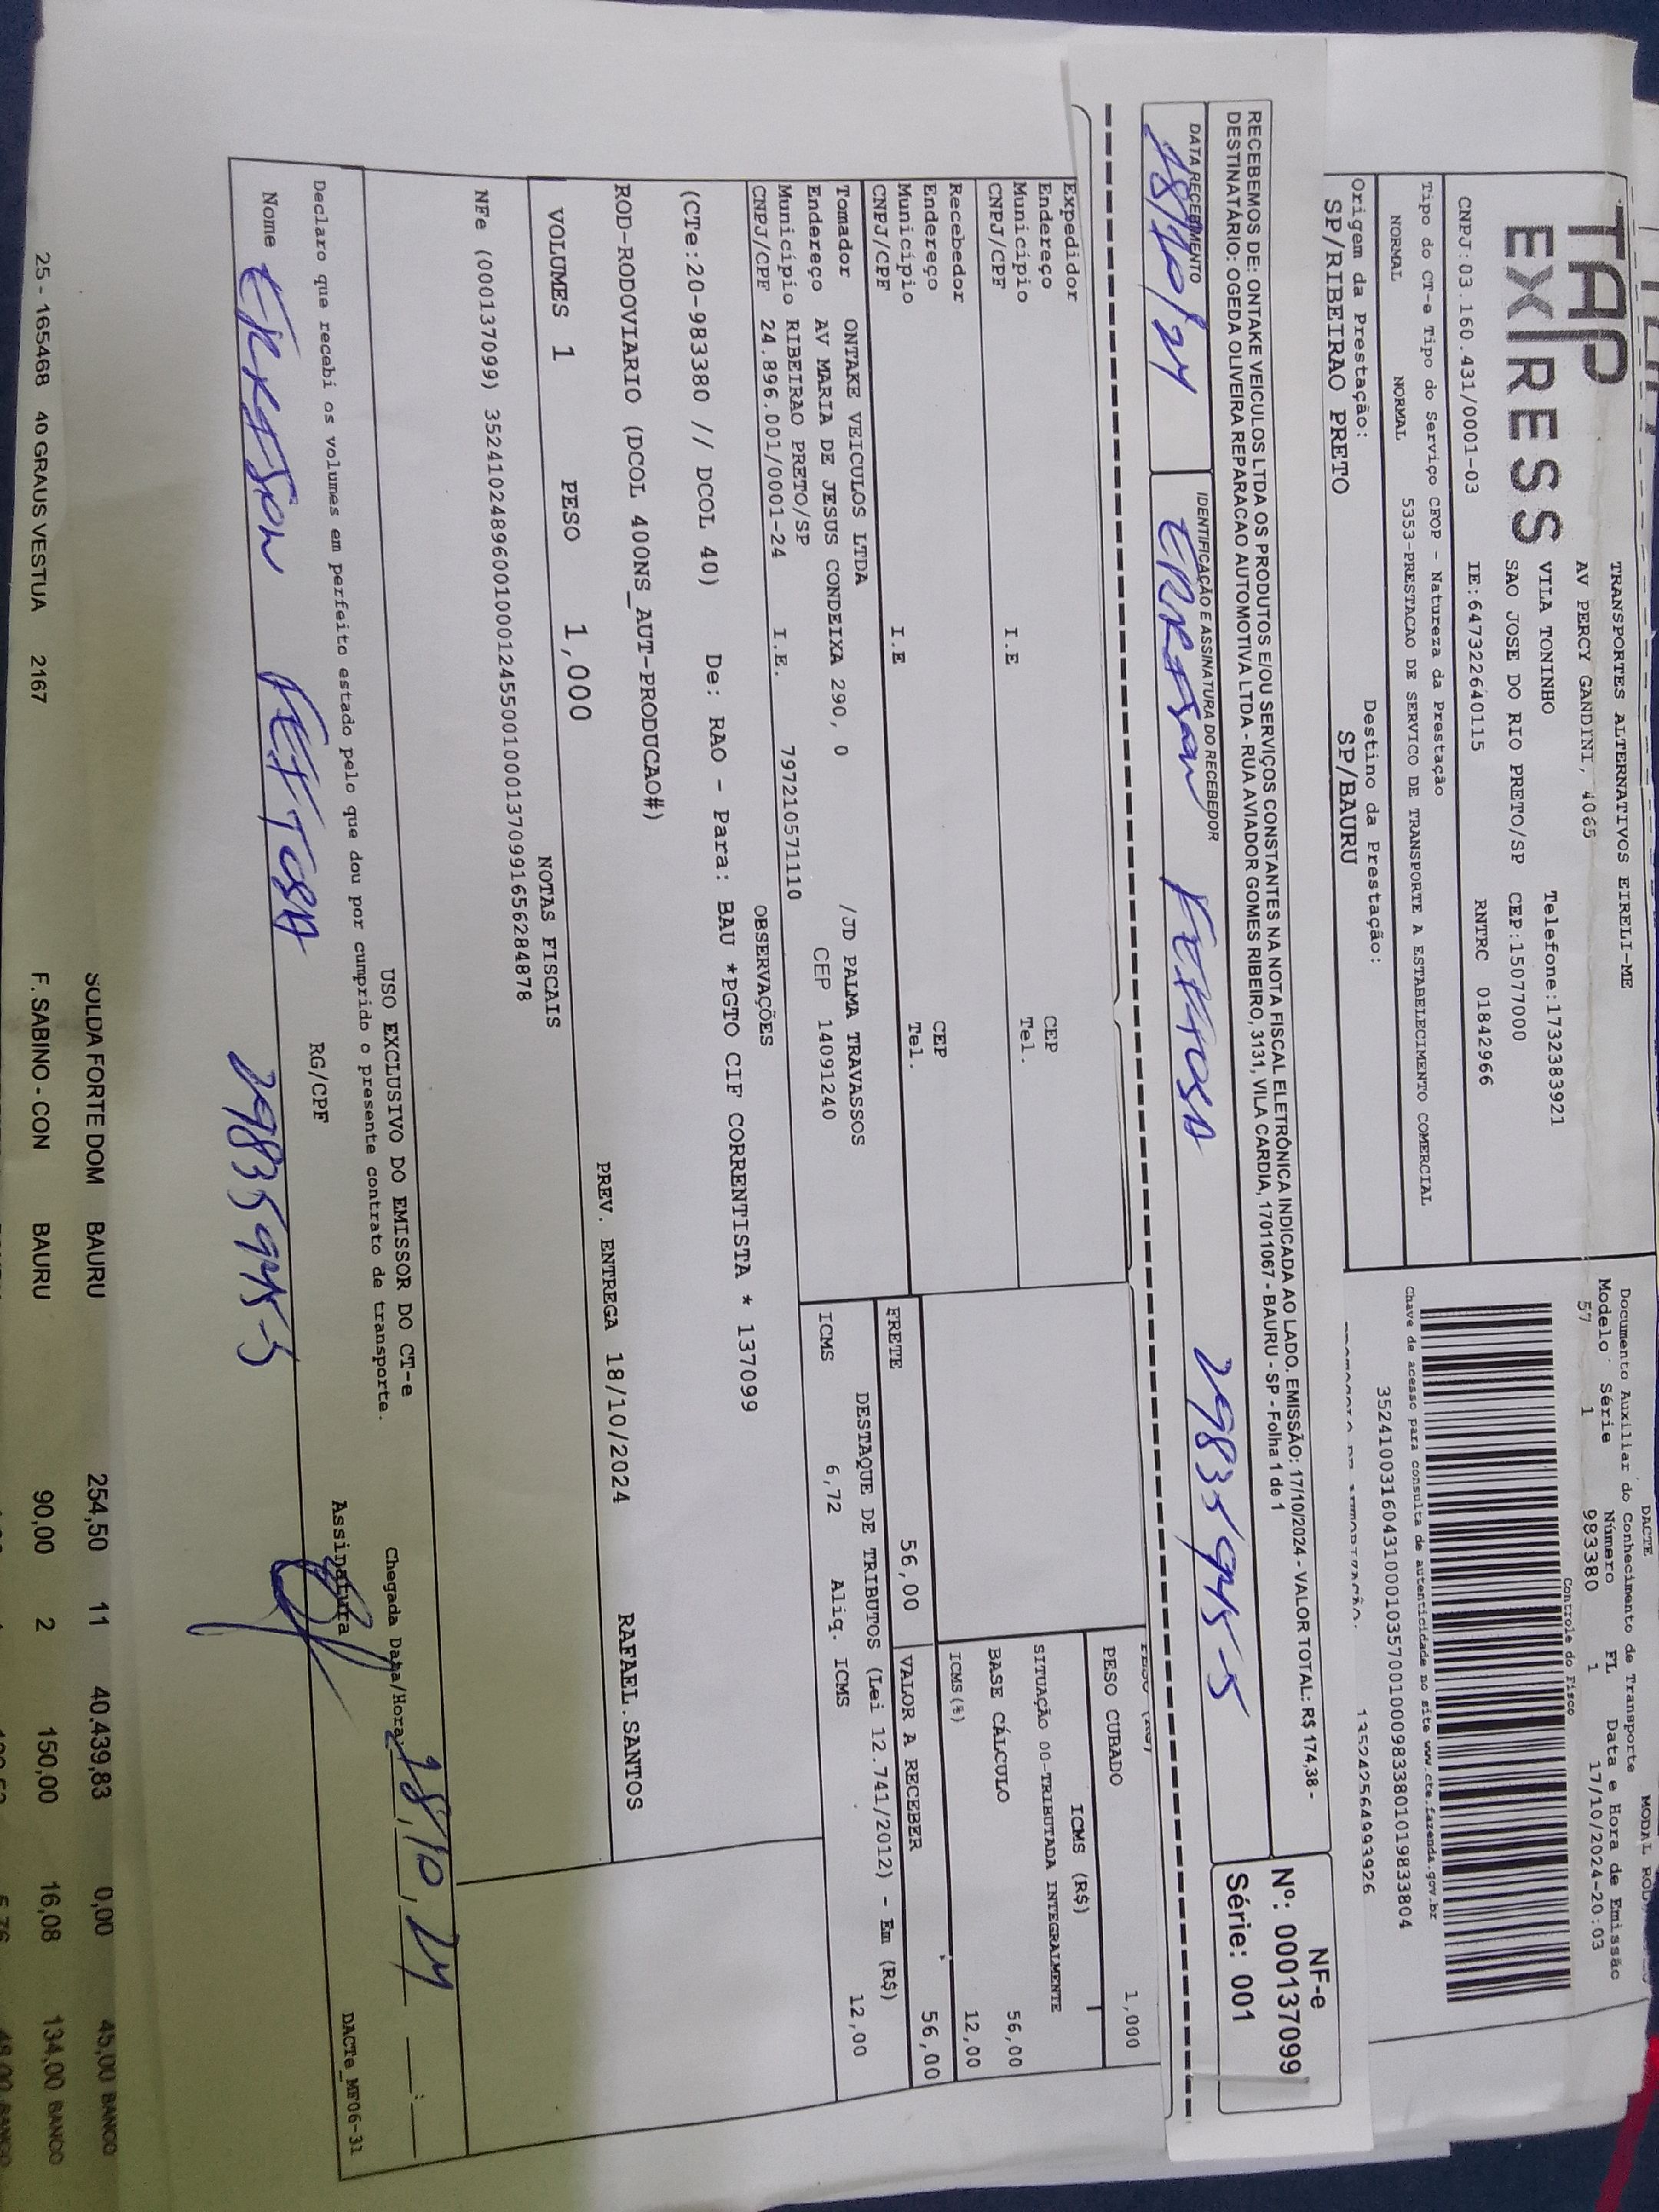 TAP
EXPRESS
TRANSPORTES ALTERNATIVOS EIRELI-ME
AV PERCY GANDINI, 4065
VILA TONINHO Telefone:1732383921
SAO JOSE DO RIO PRETO/SP CEP:15077000
CNPJ:03.160.431/0001-03 IE:647322640115 RNTRC 01842966
Tipo do CT-e Tipo do Serviço CFOP - Natureza da Prestação
NORMAL NORMAL 5353-PRESTACAO DE SERVICO DE TRANSPORTE A ESTABELECIMENTO COMERCIAL
Origem da Prestação: Destino da Prestação:
SP/RIBEIRAO PRETO SP/BAURU
DACTE
Documento Auxiliar do Conhecimento de Transporte
Modelo Série Número FL Data e Hora de Emissão
57 1 983380 1 17/10/2024-20:03
Controle do Fisco
Chave de acesso para consulta de autenticidade no site www.cte.fazenda.gov.br
35241003160431000103570010009833801019833804
135242564993926
RECEBEMOS DE: ONTAKE VEICULOS LTDA OS PRODUTOS E/OU SERVIÇOS CONSTANTES NA NOTA FISCAL ELETRÔNICA INDICADA AO LADO. EMISSÃO: 17/10/2024 - VALOR TOTAL: R$ 174,38 -
DESTINATÁRIO: OGEDA OLIVEIRA REPARACAO AUTOMOTIVA LTDA - RUA AVIADOR GOMES RIBEIRO, 3131, VILA CARDIA, 17011067 - BAURU - SP - Folha 1 de 1
DATA RECEBIMENTO IDENTIFICAÇÃO E ASSINATURA DO RECEBEDOR
18/10/24 29835945-5
NF-e
Nº: 000137099
Série: 001
Expedidor
Endereço CEP
Município I.E Tel.
CNPJ/CPF
Recebedor
Endereço CEP
Município I.E Tel.
CNPJ/CPF
Tomador ONTAKE VEICULOS LTDA
Endereço AV MARIA DE JESUS CONDEIXA 290, 0 /JD PALMA TRAVASSOS
Município RIBEIRAO PRETO/SP CEP 14091240
CNPJ/CPF 24.896.001/0001-24 I.E. 797210571110
PESO CUBADO 1,000
ICMS (R$)
SITUAÇÃO 00-TRIBUTADA INTEGRALMENTE
BASE CÁLCULO 56,00
ICMS(%) 12,00
FRETE 56,00 VALOR A RECEBER 56,00
DESTAQUE DE TRIBUTOS (Lei 12.741/2012) - Em (R$)
ICMS 6,72 Aliq. ICMS 12,00
OBSERVAÇÕES
(CTe:20-983380 // DCOL 40) De: RAO - Para: BAU *PGTO CIF CORRENTISTA * 137099
ROD-RODOVIARIO (DCOL 400NS_AUT-PRODUCAO#)
PREV. ENTREGA 18/10/2024 RAFAEL.SANTOS
VOLUMES 1 PESO 1,000
NOTAS FISCAIS
NFe (000137099) 35241024896001000124550010001370991656284878
USO EXCLUSIVO DO EMISSOR DO CT-e
Declaro que recebi os volumes em perfeito estado pelo que dou por cumprido o presente contrato de transporte.
Chegada Data/Hora 18/10/24
Nome RG/CPF 29835945-5 Assinatura
DACTe_MF06-31
SOLDA FORTE DOM BAURU 254,50 11 40.439,83 0,00 45,00 BANCO
25 - 165468 40 GRAUS VESTUA 2167 F. SABINO - CON BAURU 90,00 2 150,00 16,08 134,00 BANCO